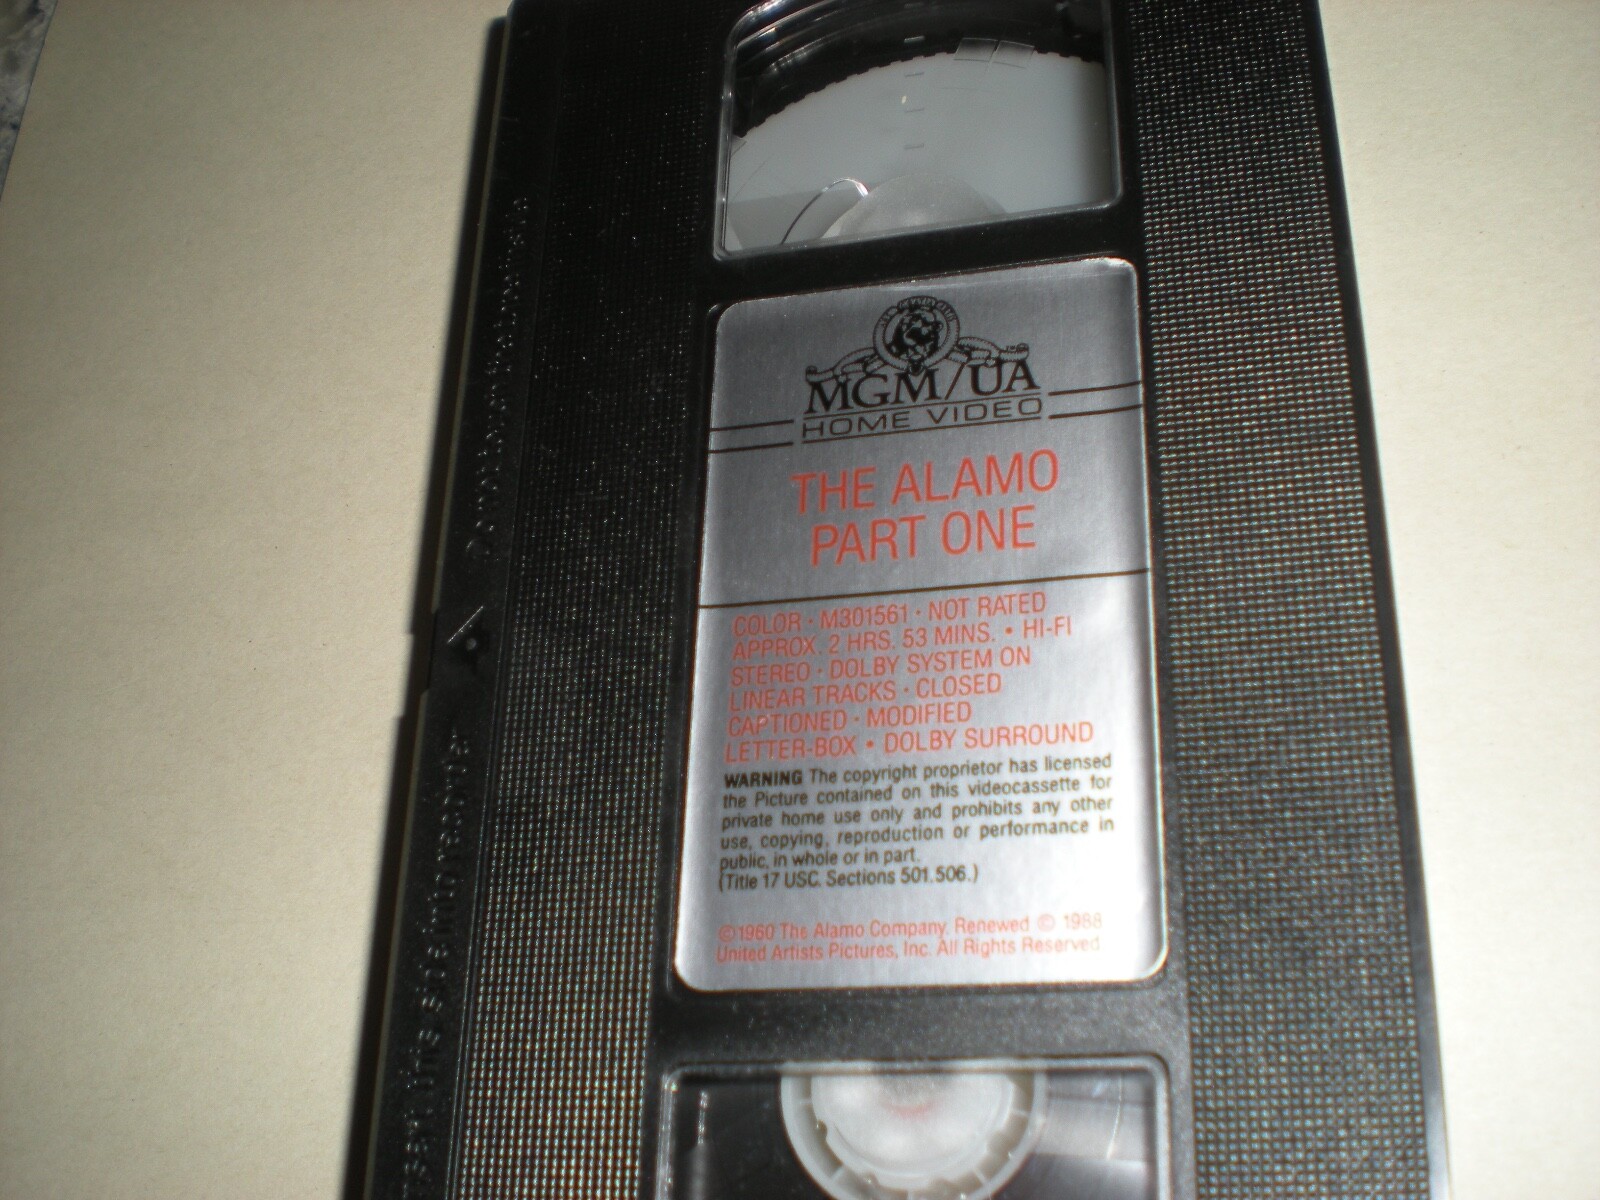 MGM/UA
HOME VIDEO
THE ALAMO
PART ONE
COLOR · M301561 · NOT RATED
APPROX. 2 HRS. 53 MINS. • HI-FI
STEREO · DOLBY SYSTEM ON
LINEAR TRACKS · CLOSED
CAPTIONED · MODIFIED
LETTER-BOX • DOLBY SURROUND
WARNING The copyright proprietor has licensed
the Picture contained on this videocassette for
private home use only and prohibits any other
use, copying, reproduction or performance in
public, in whole or in part.
(Title 17 USC. Sections 501.506.)
©1960 The Alamo Company. Renewed © 1988
United Artists Pictures, Inc. All Rights Reserved
this side into recorder